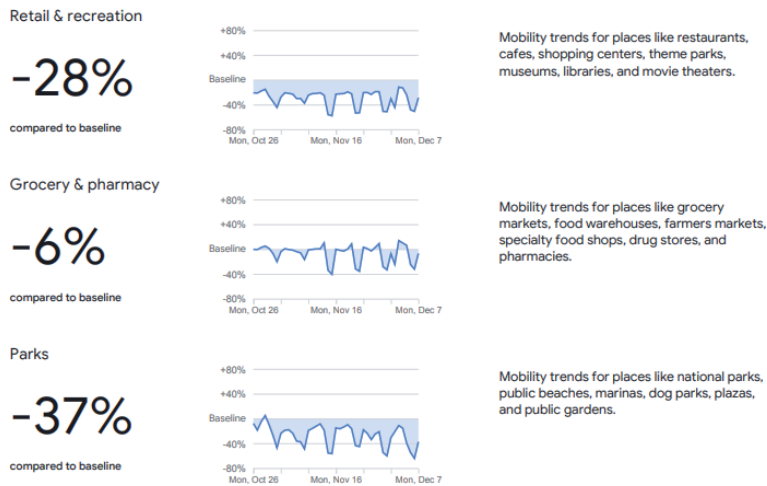 Retail & recreation
-28%
compared to baseline
+80%
+40%
Baseline
-40%
-80%
Mon, Oct 26 Mon, Nov 16 Mon, Dec 7
Mobility trends for places like restaurants,
cafes, shopping centers, theme parks,
museums, libraries, and movie theaters.
Grocery & pharmacy
-6%
compared to baseline
+80%
+40%
Baseline
-40%
-80%
Mon, Oct 26 Mon, Nov 16 Mon, Dec 7
Mobility trends for places like grocery
markets, food warehouses, farmers markets,
specialty food shops, drug stores, and
pharmacies.
Parks
-37%
compared to baseline
+80%
+40%
Baseline
-40%
-80%
Mon, Oct 26 Mon, Nov 16 Mon, Dec 7
Mobility trends for places like national parks,
public beaches, marinas, dog parks, plazas,
and public gardens.